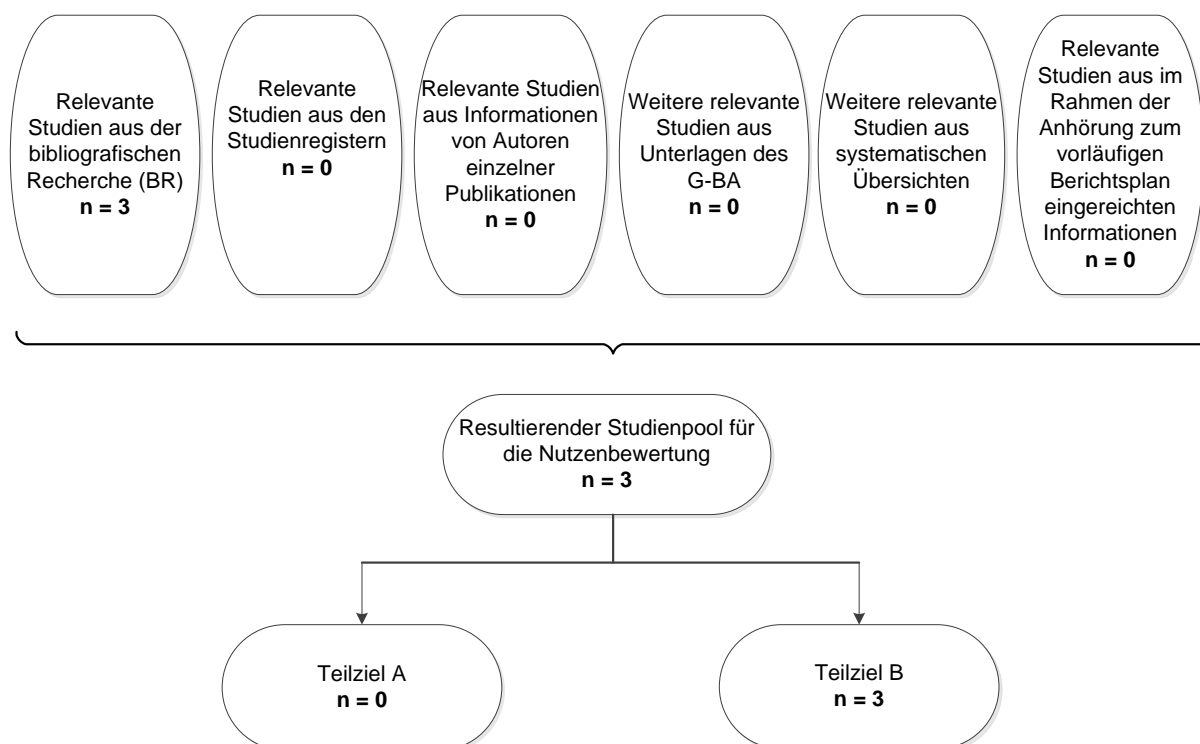 Relevante
Studien aus der
bibliografischen
Recherche (BR)
n = 3
Relevante
Studien aus den
Studienregistern
n = 0
Relevante Studien
aus Informationen
von Autoren
einzelner
Publikationen
n = 0
Weitere relevante
Studien aus
Unterlagen des
G-BA
n = 0
Weitere relevante
Studien aus
systematischen
Übersichten
n = 0
Relevante
Studien aus im
Rahmen der
Anhörung zum
vorläufigen
Berichtsplan
eingereichten
Informationen
n = 0
Resultierender Studienpool für
die Nutzenbewertung
n = 3
Teilziel A
n = 0
Teilziel B
n = 3